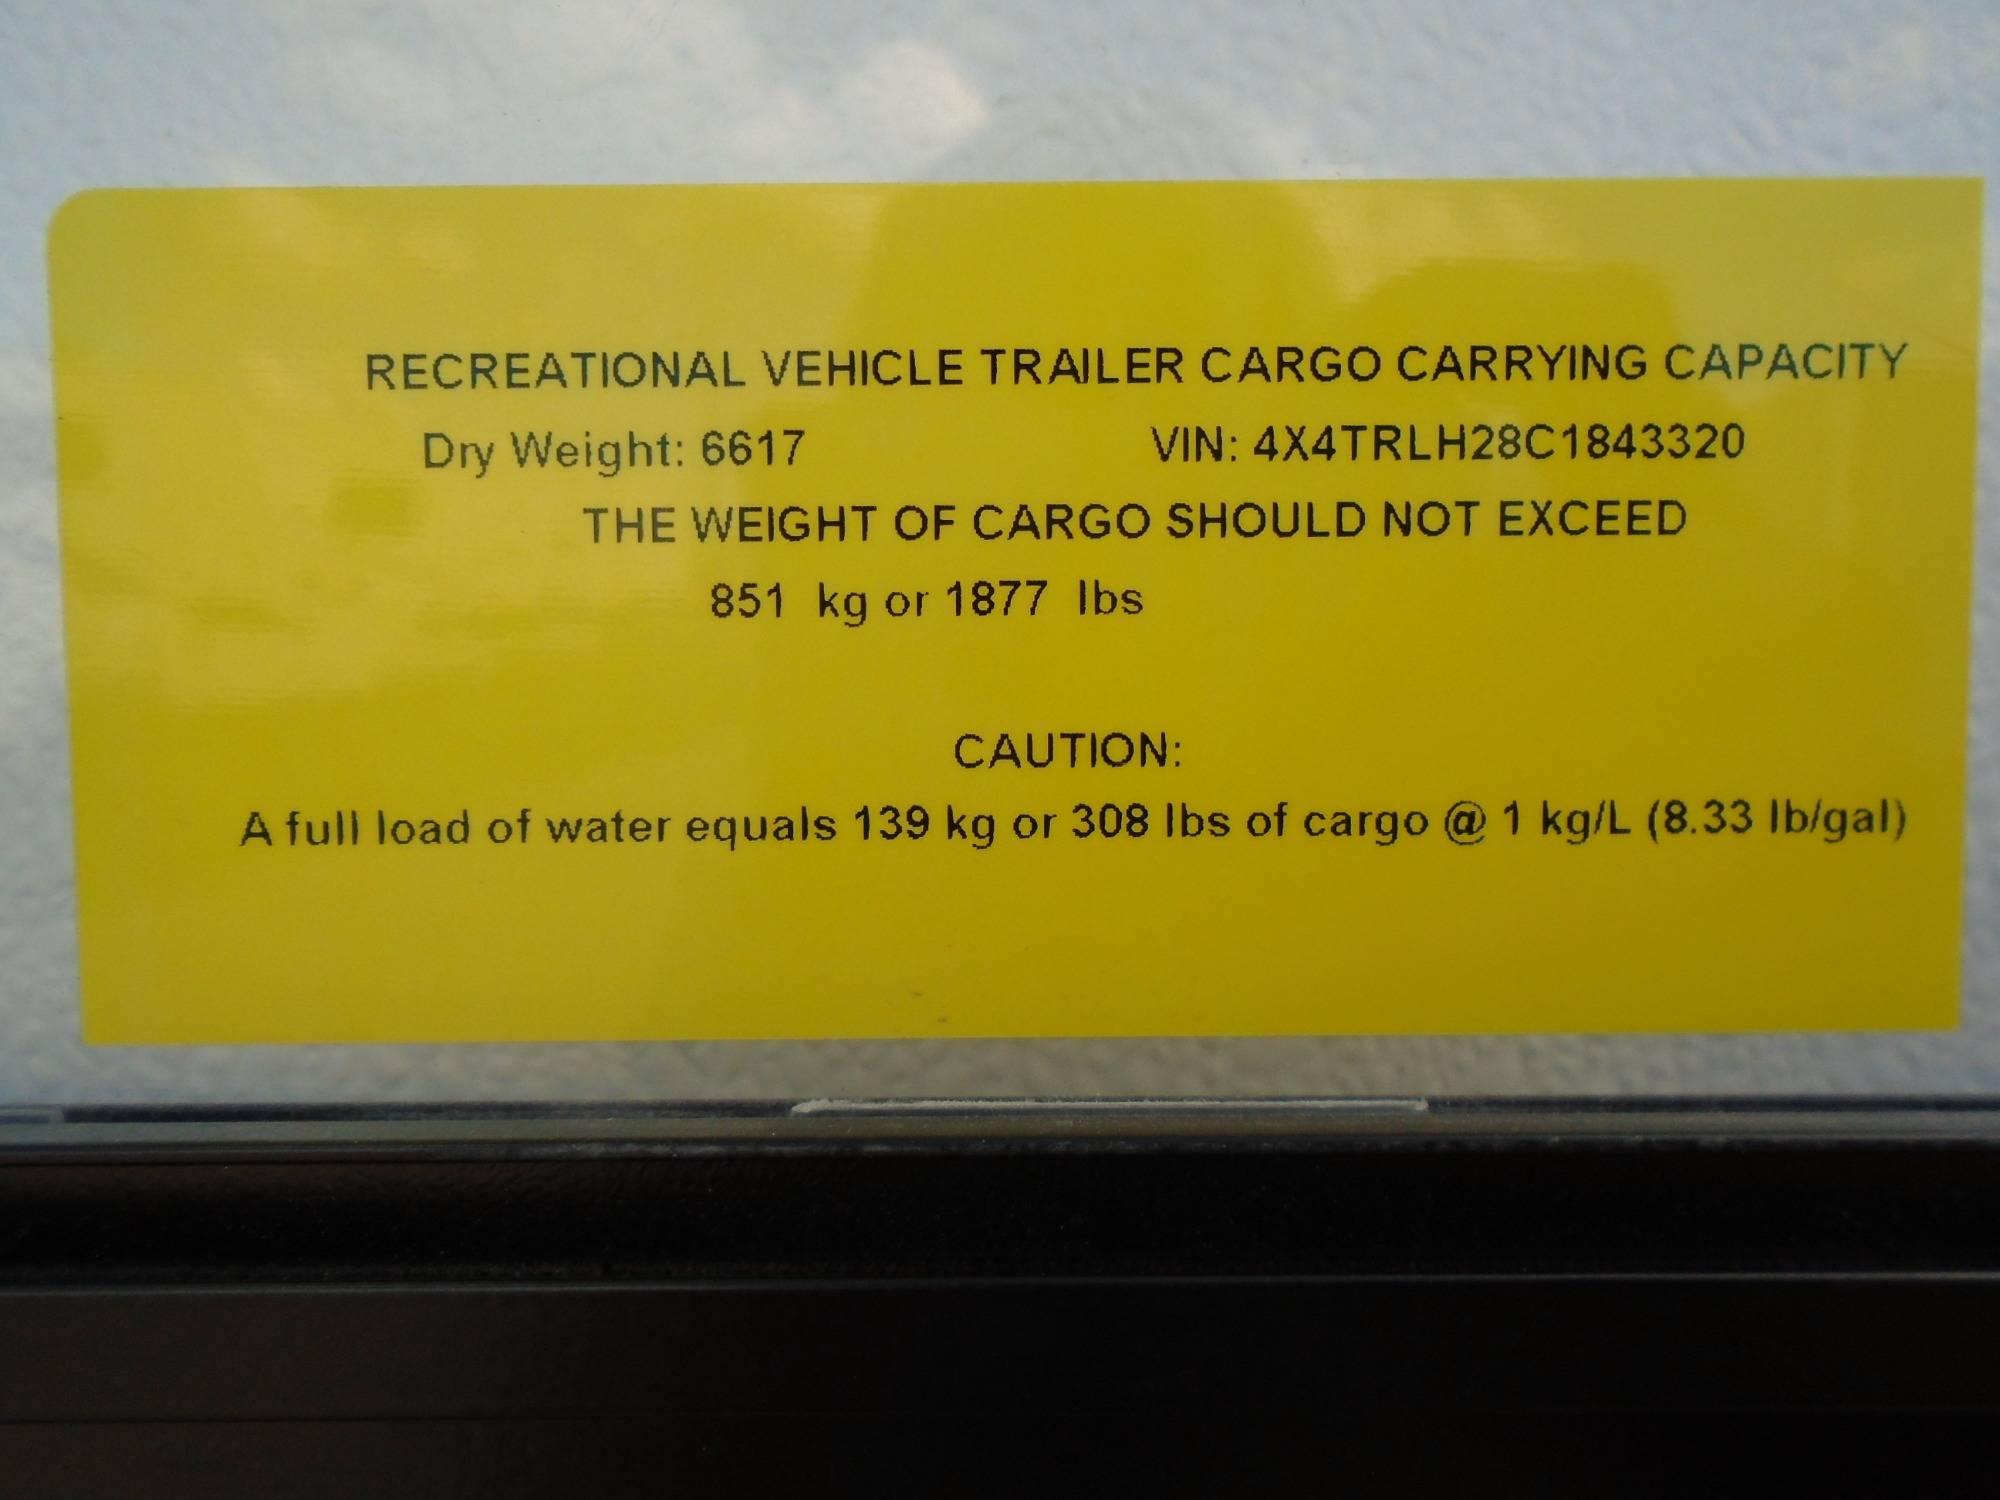 RECREATIONAL VEHICLE TRAILER CARGO CARRYING CAPACITY
Dry Weight: 6617 VIN: 4X4TRLH28C1843320
THE WEIGHT OF CARGO SHOULD NOT EXCEED
851 kg or 1877 lbs
CAUTION:
A full load of water equals 139 kg or 308 lbs of cargo @ 1 kg/L (8.33 lb/gal)